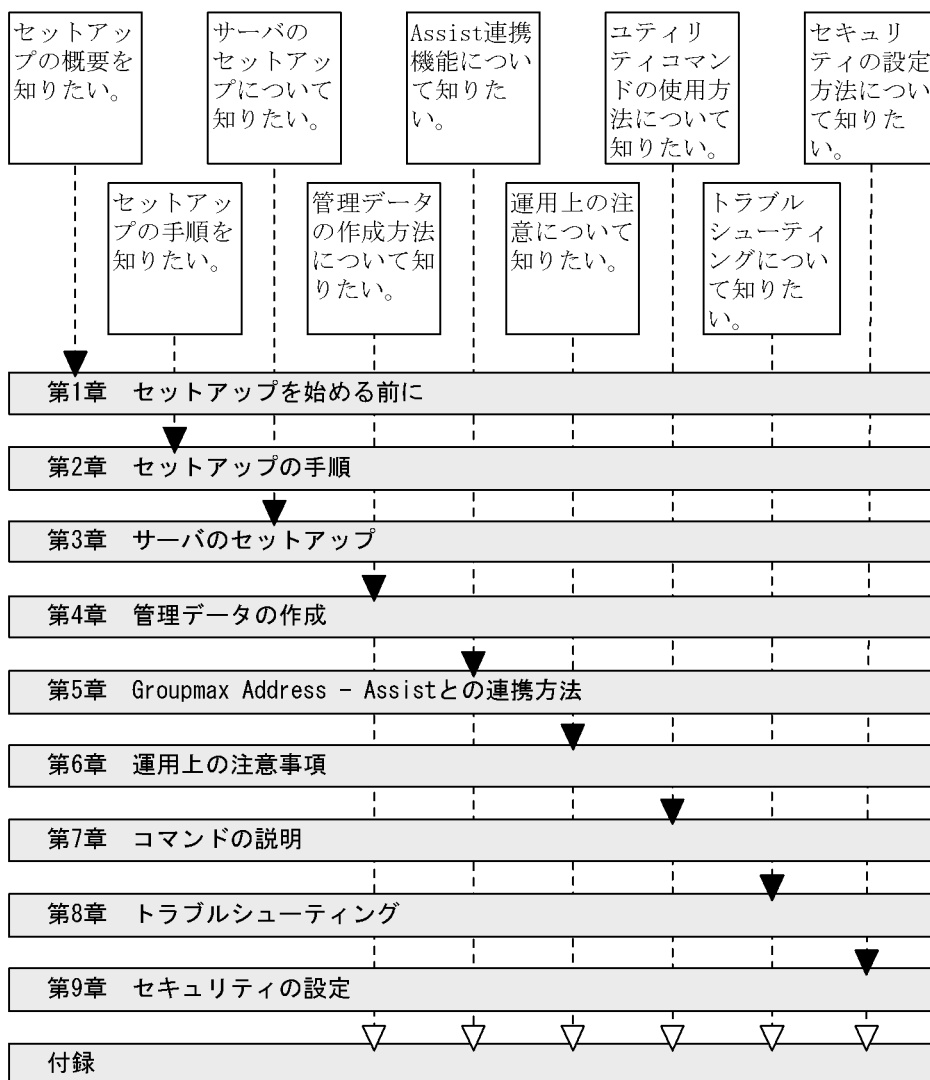 セットアッ
プの概要を
知りたい。
サーバの
セットアッ
プについて
知りたい。
Assist連携
機能につい
て知りた
い。
ユティリ
ティコマン
ドの使用方
法について
知りたい。
セキュリ
ティの設定
方法につい
て知りた
い。
セットアッ
プの手順を
知りたい。
管理データ
の作成方法
について知
りたい。
運用上の注
意について
知りたい。
トラブル
シューティ
ングについ
て知りた
い。
第1章 セットアップを始める前に
第2章 セットアップの手順
第3章 サーバのセットアップ
第4章 管理データの作成
第5章 Groupmax Address - Assistとの連携方法
第6章 運用上の注意事項
第7章 コマンドの説明
第8章 トラブルシューティング
第9章 セキュリティの設定
付録